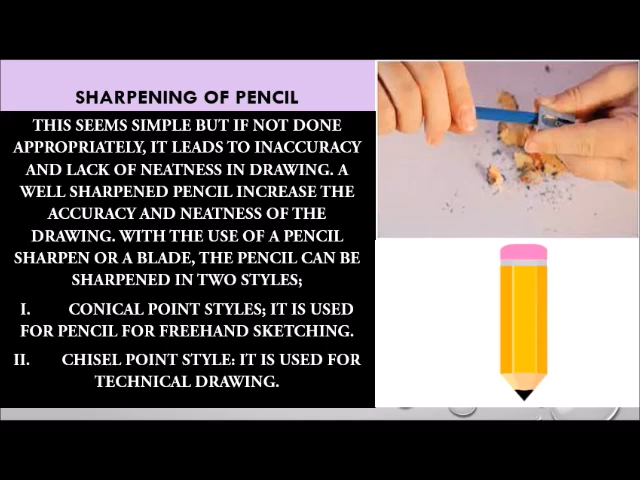 SHARPENING OF PENCIL
THIS SEEMS SIMPLE BUT IF NOT DONE
APPROPRIATELY, IT LEADS TO INACCURACY
AND LACK OF NEATNESS IN DRAWING. A
WELL SHARPENED PENCIL INCREASE THE
ACCURACY AND NEATNESS OF THE
DRAWING. WITH THE USE OF A PENCIL
SHARPEN OR A BLADE, THE PENCIL CAN BE
SHARPENED IN TWO STYLES;
I. CONICAL POINT STYLES; IT IS USED
FOR PENCIL FOR FREEHAND SKETCHING.
II. CHISEL POINT STYLE: IT IS USED FOR
TECHNICAL DRAWING.